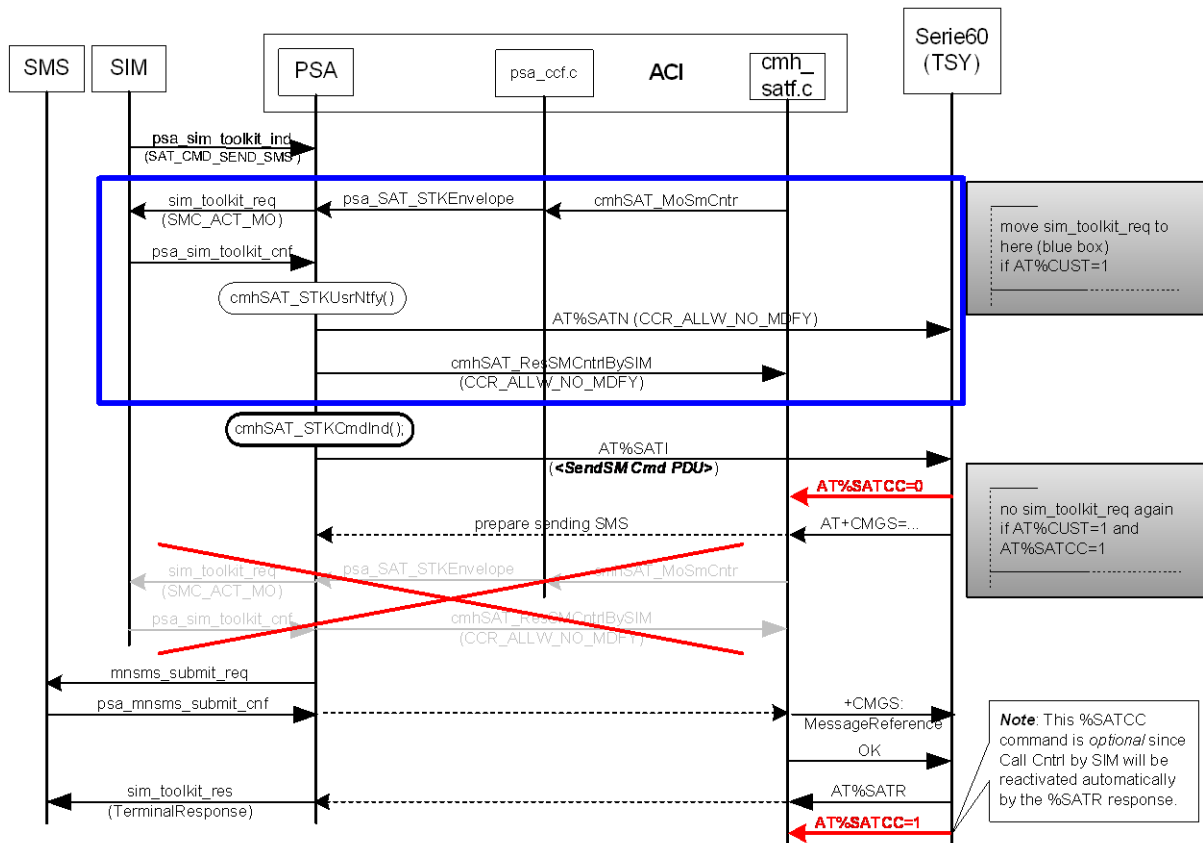 Serie60
(TSY)
SMS
SIM
PSA
psa_ccf.c
ACI
cmh_
satf.c
psa_sim_toolkit_ind
(SAT_CMD_SEND_SMS)
sim_toolkit_req
(SMC_ACT_MO)
psa_SAT_STKEnvelope
cmhSAT_MoSmCntr
move sim_toolkit_req to
here (blue box)
if AT%CUST=1
psa_sim_toolkit_cnf
cmhSAT_STKUsrNtfy()
AT%SATN (CCR_ALLW_NO_MDFY)
cmhSAT_ResSMCntrlBySIM
(CCR_ALLW_NO_MDFY)
cmhSAT_STKCmdInd();
AT%SATI
(<SendSM Cmd PDU>)
AT%SATCC=0
no sim_toolkit_req again
if AT%CUST=1 and
AT%SATCC=1
prepare sending SMS
AT+CMGS=...
sim_toolkit_req
(SMC_ACT_MO)
psa_SAT_STKEnvelope
cmhSAT_MoSmCntr
psa_sim_toolkit_cnf
cmhSAT_ResSMCntrlBySIM
(CCR_ALLW_NO_MDFY)
mnsms_submit_req
psa_mnsms_submit_cnf
+CMGS:
MessageReference
OK
Note: This %SATCC
command is optional since
Call Cntrl by SIM will be
reactivated automatically
by the %SATR response.
sim_toolkit_res
(TerminalResponse)
AT%SATR
AT%SATCC=1